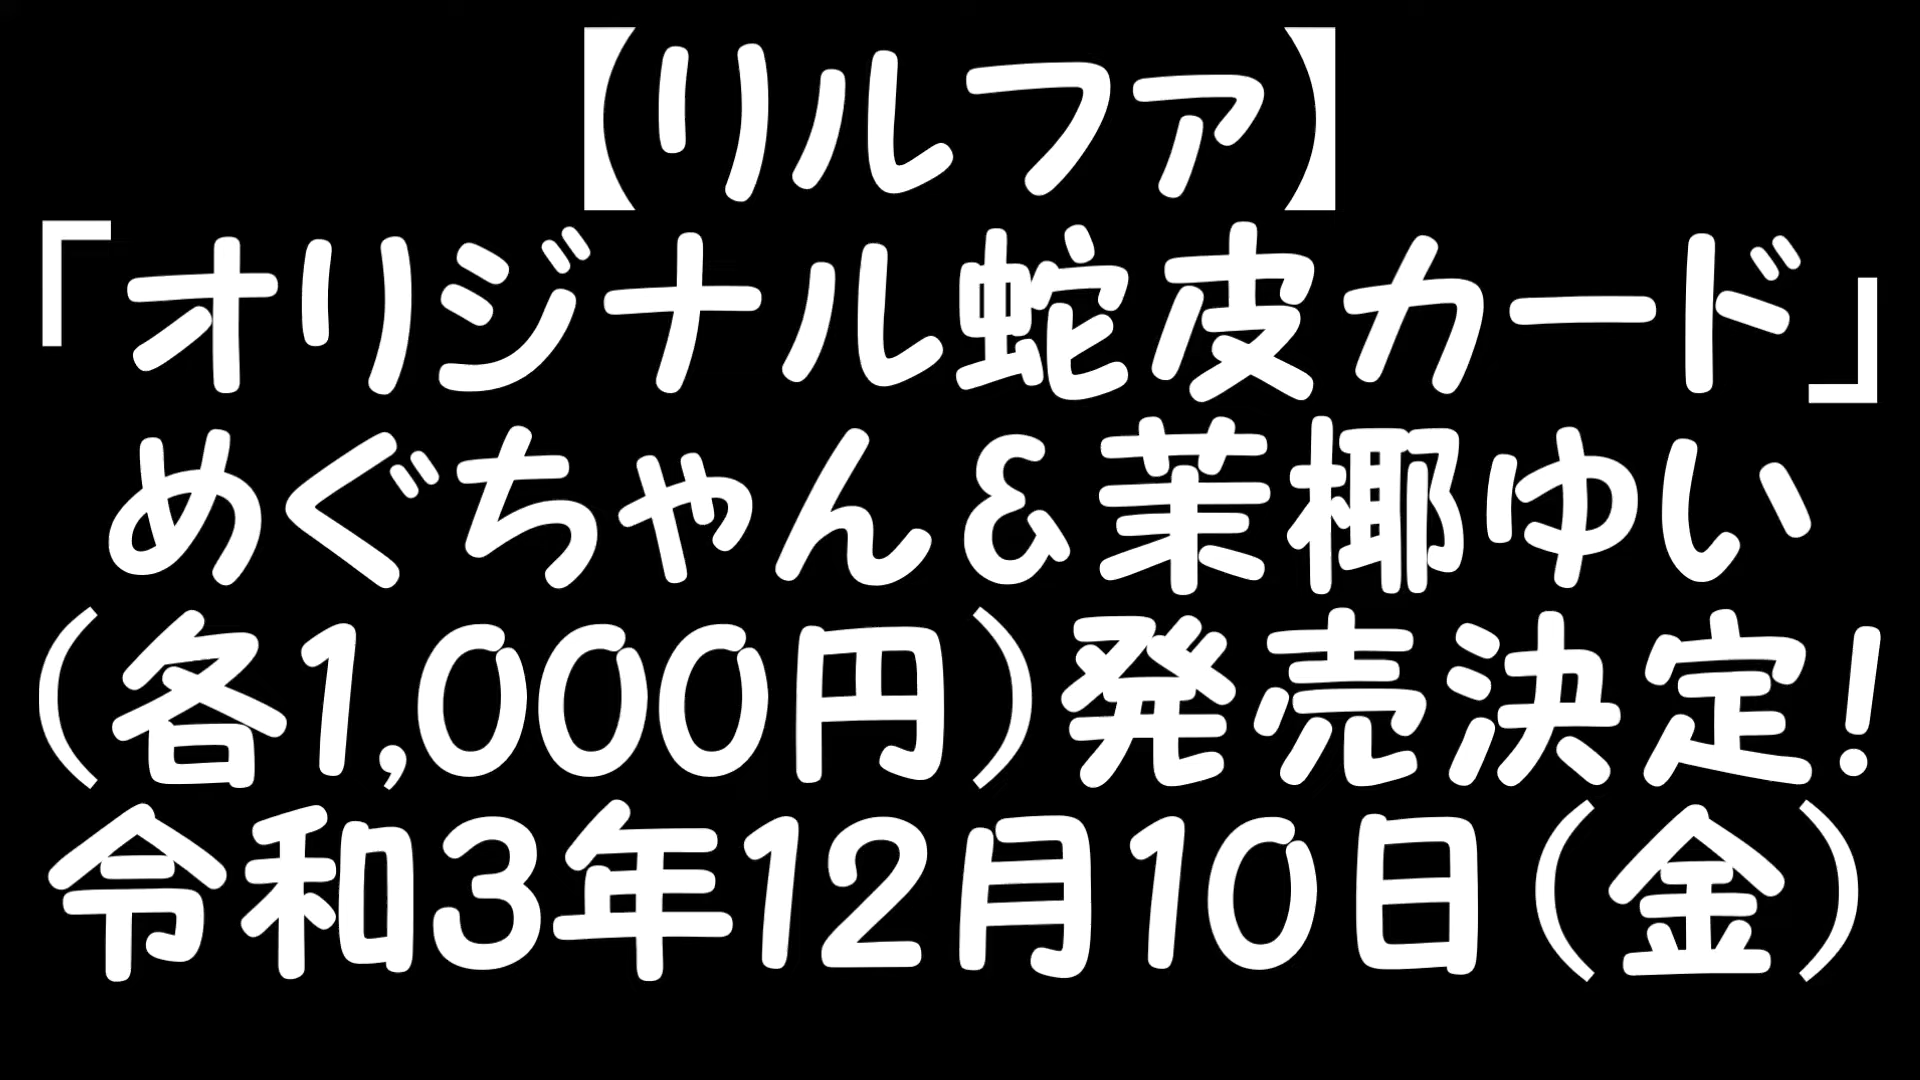 【リルファ】
「オリジナル蛇皮カード」
めぐちゃん＆茉椰ゆい
(各1,000円)発売決定！
令和3年12月10日(金)